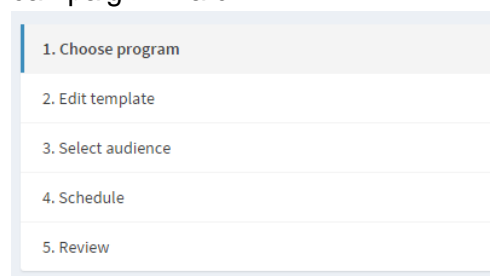 1. Choose program
2. Edit template
3. Select audience
4. Schedule
5. Review